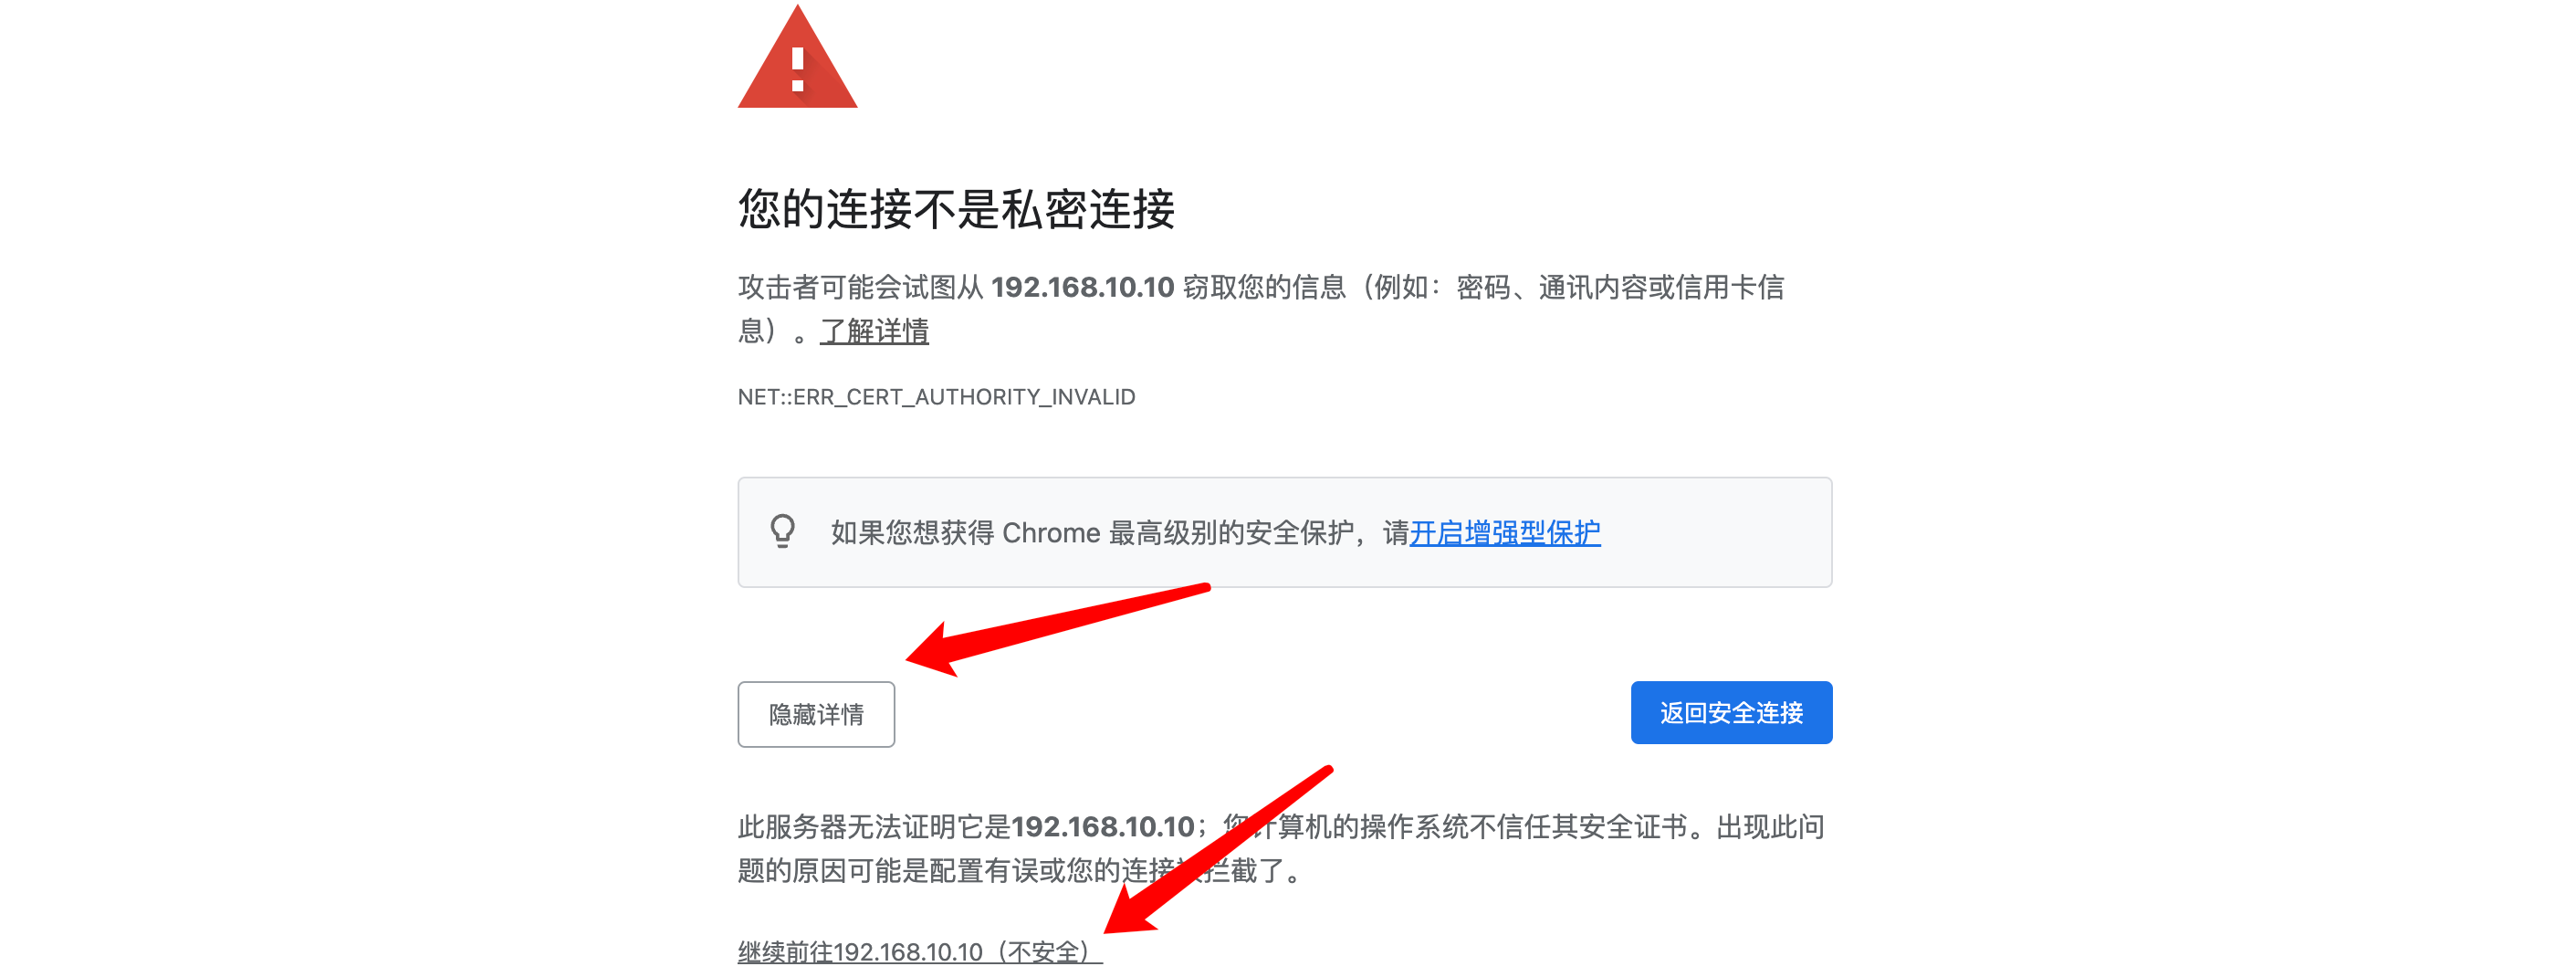 您的连接不是私密连接
攻击者可能会试图从 192.168.10.10 窃取您的信息（例如：密码、通讯内容或信用卡信
息）。了解详情
NET::ERR_CERT_AUTHORITY_INVALID
如果您想获得 Chrome 最高级别的安全保护，请开启增强型保护
隐藏详情
返回安全连接
此服务器无法证明它是192.168.10.10；您计算机的操作系统不信任其安全证书。出现此问
题的原因可能是配置有误或您的连接被拦截了。
继续前往192.168.10.10（不安全）